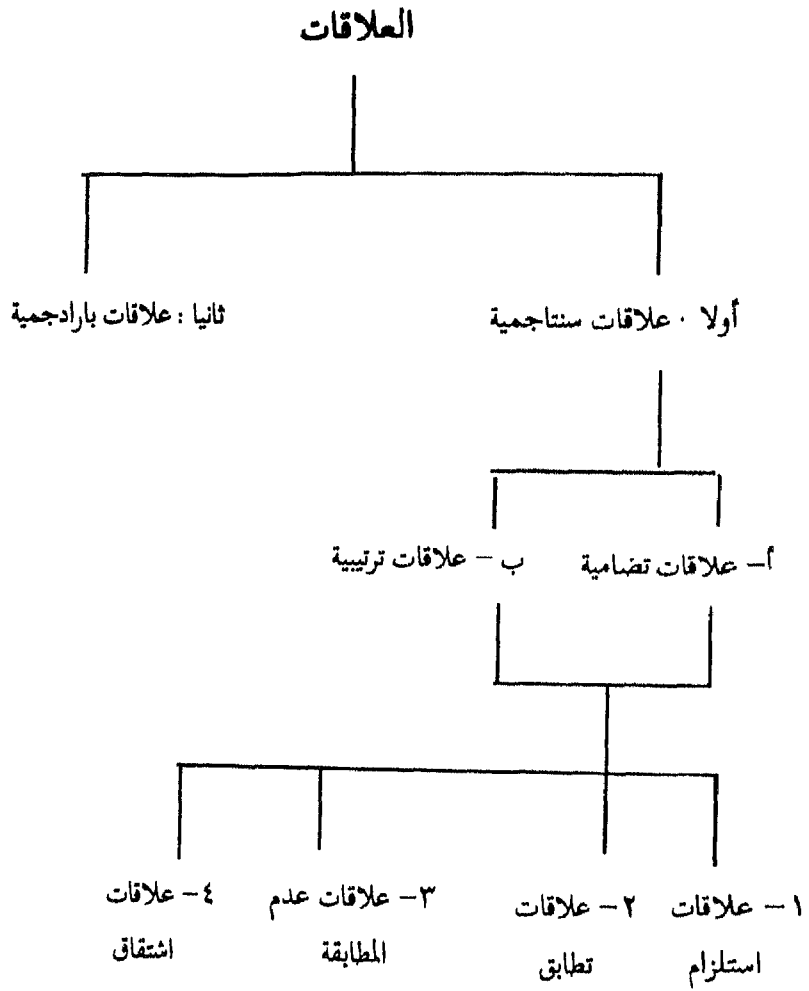 العلاقات
أولا . علاقات سنتاجمية
ثانيا : علاقات بارادجمية
أ – علاقات تضامية
ب – علاقات ترتيبية
١ – علاقات
استلزام
٢ – علاقات
تطابق
٣ – علاقات عدم
المطابقة
٤ – علاقات
اشتقاق